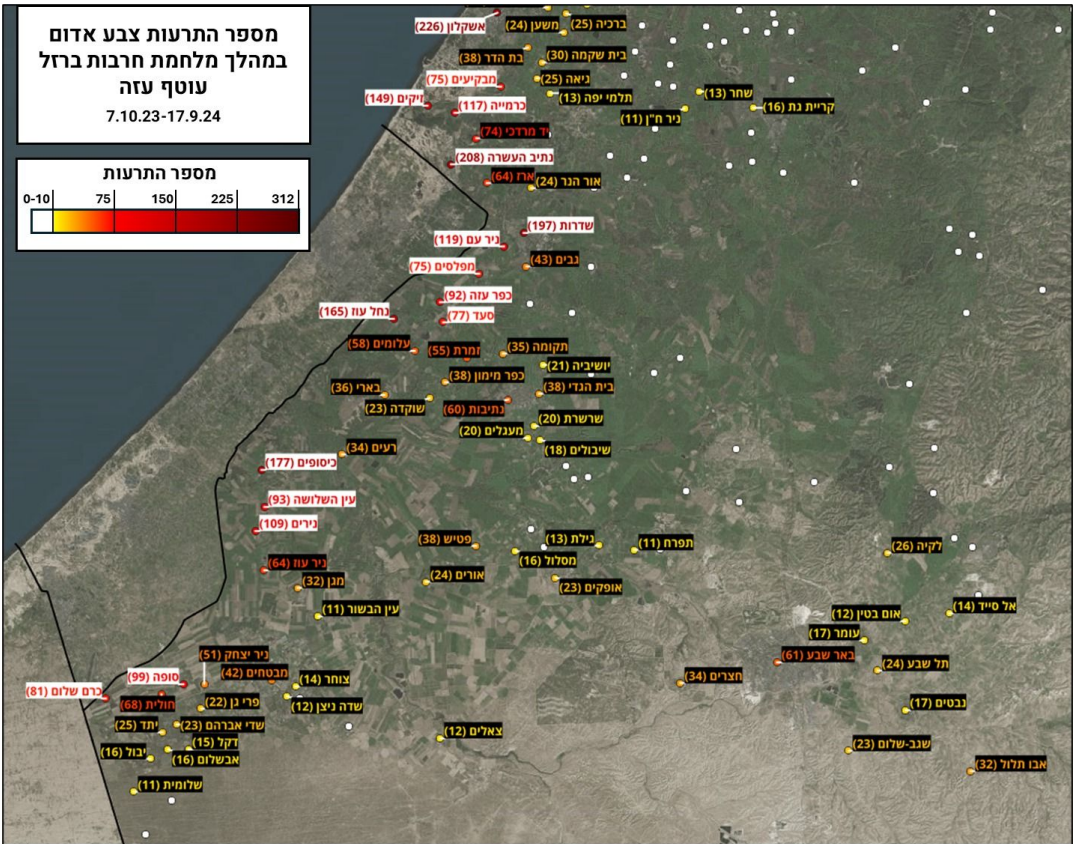 מספר התרעות צבע אדום
במהלך מלחמת חרבות ברזל
עוטף עזה
7.10.23-17.9.24
מספר התרעות
0-10 75 150 225 312
אשקלון (226)
משען (24)
ברכיה (25)
בת הדר (38)
בית שקמה (30)
מבקיעים (75)
גיאה (25)
תלמי יפה (13)
שחר (13)
קריית גת (16)
ניר ח"ן (11)
זיקים (149)
כרמייה (117)
יד מרדכי (74)
נתיב העשרה (208)
ארז (64)
אור הנר (24)
שדרות (197)
ניר עם (119)
גבים (43)
מפלסים (75)
כפר עזה (92)
סעד (77)
נחל עוז (165)
עלומים (58)
זמרת (55)
תקומה (35)
יושיביה (21)
כפר מימון (38)
בארי (36)
בית הגדי (38)
שוקדה (23)
נתיבות (60)
שרשרת (20)
מעגלים (20)
שיבולים (18)
רעים (34)
כיסופים (177)
עין השלושה (93)
נירים (109)
פטיש (38)
גילת (13)
תפרח (11)
לקיה (26)
מסלול (16)
ניר עוז (64)
מגן (32)
אורים (24)
אופקים (23)
עין הבשור (11)
אל סייד (14)
אום בטין (12)
עומר (17)
ניר יצחק (51)
באר שבע (61)
תל שבע (24)
סופה (99)
מבטחים (42)
צוחר (14)
חצרים (34)
כרם שלום (81)
חולית (68)
פרי גן (22)
שדה ניצן (12)
נבטים (17)
יתד (25)
שדי אברהם (23)
צאלים (12)
דקל (15)
שגב-שלום (23)
יבול (16)
אבשלום (16)
אבו תלול (32)
שלומית (11)